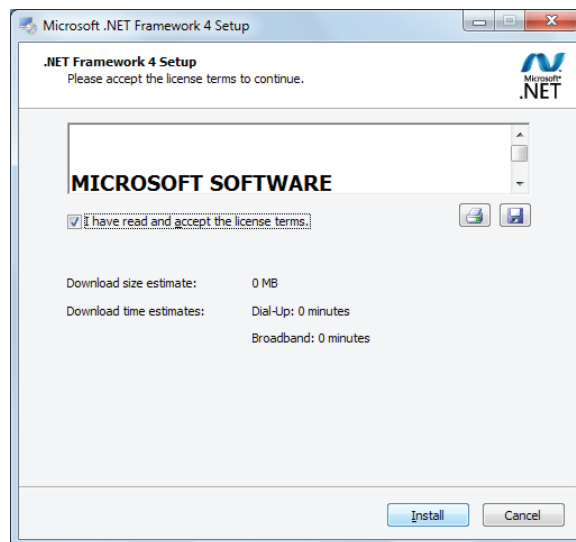 Microsoft .NET Framework 4 Setup
.NET Framework 4 Setup
Please accept the license terms to continue.
Microsoft®
.NET
MICROSOFT SOFTWARE
I have read and accept the license terms.
Download size estimate: 0 MB
Download time estimates: Dial-Up: 0 minutes
Broadband: 0 minutes
Install Cancel